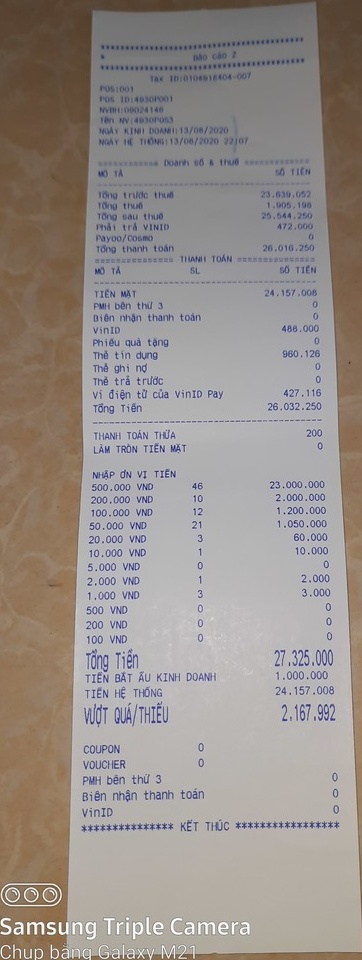 ****************************************
* Báo cáo Z
****************************************
Tax ID:0104918404-007
POS:001
POS ID:4930P001
NVBH:09024146
Tên NV:4930P053
NGÀY KINH DOANH:13/08/2020
NGÀY HỆ THỐNG:13/08/2020 22:07
============ Doanh số & thuế ==================
MÔ TẢ SỐ TIỀN
Tổng trước thuế 23.639.052
Tổng thuế 1.905.198
Tổng sau thuế 25.544.250
Phải trả VINID 472.000
Payoo/Cosmo 0
Tổng thanh toán 26.016.250
================ THANH TOÁN ================
MÔ TẢ SL SỐ TIỀN
TIỀN MẶT 24.157.008
PMH bên thứ 3 0
Biên nhận thanh toán 0
VinID 488.000
Phiếu quà tặng 0
Thẻ tín dụng 960.126
Thẻ ghi nợ 0
Thẻ trả trước 0
Ví điện tử của VinID Pay 427.116
Tổng Tiền 26.032.250
THANH TOÁN THỪA 200
LÀM TRÒN TIỀN MẶT 0
NHẬP ƠN VỊ TIỀN
500.000 VND 46 23.000.000
200.000 VND 10 2.000.000
100.000 VND 12 1.200.000
50.000 VND 21 1.050.000
20.000 VND 3 60.000
10.000 VND 1 10.000
5.000 VND 0 0
2.000 VND 1 2.000
1.000 VND 3 3.000
500 VND 0 0
200 VND 0 0
100 VND 0 0
Tổng Tiền 27.325.000
TIỀN BẮT ẦU KINH DOANH 1.000.000
TIỀN HỆ THỐNG 24.157.008
VƯỢT QUÁ/THIẾU 2.167.992
COUPON 0
VOUCHER 0
PMH bên thứ 3 0
Biên nhận thanh toán 0
VinID 0
*************** KẾT THÚC *****************
Samsung Triple Camera
Chụp bằng Galaxy M21